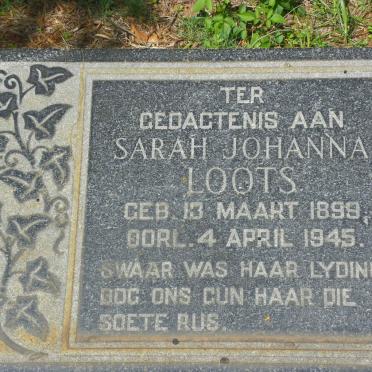 TER
GEDACTENIS AAN
SARAH JOHANNA
LOOTS
GEB. 13 MAART 1899,
OORL. 4 APRIL 1945.
SWAAR WAS HAAR LYDIN
DOG ONS GUN HAAR DIE
SOETE RUS.